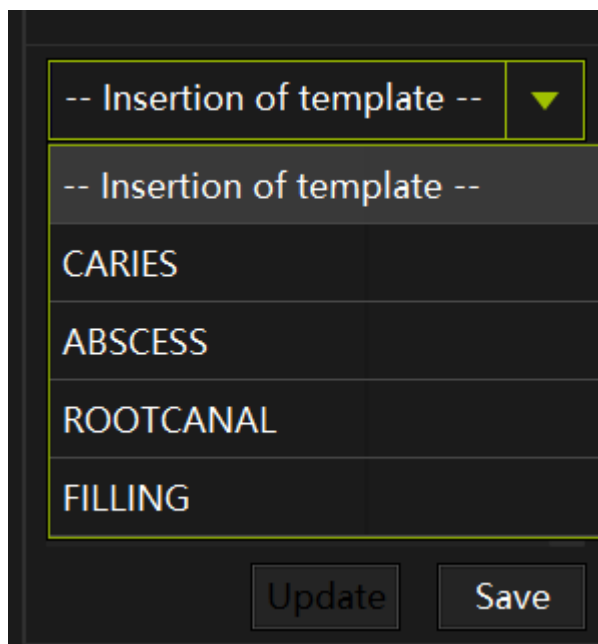 -- Insertion of template --
-- Insertion of template --
CARIES
ABSCESS
ROOTCANAL
FILLING
Update Save